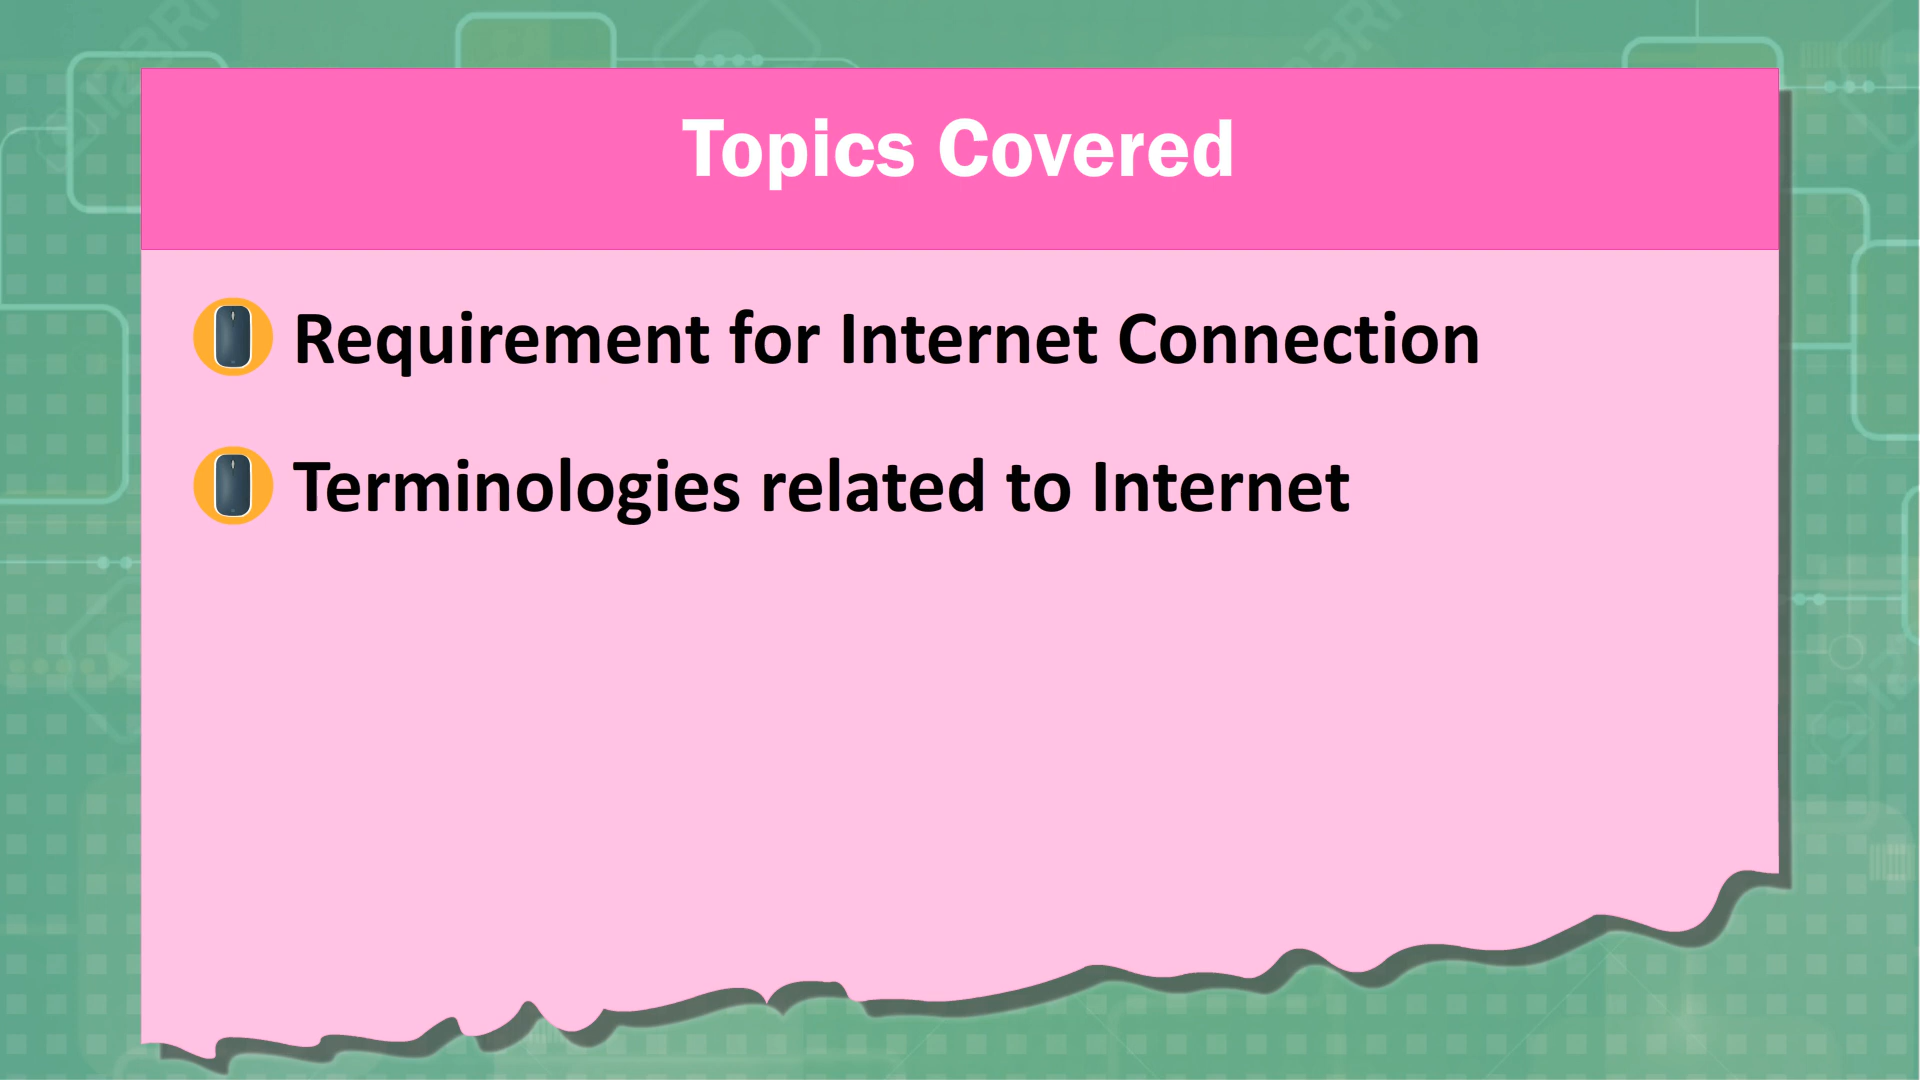 Topics Covered
Requirement for Internet Connection
Terminologies related to Internet